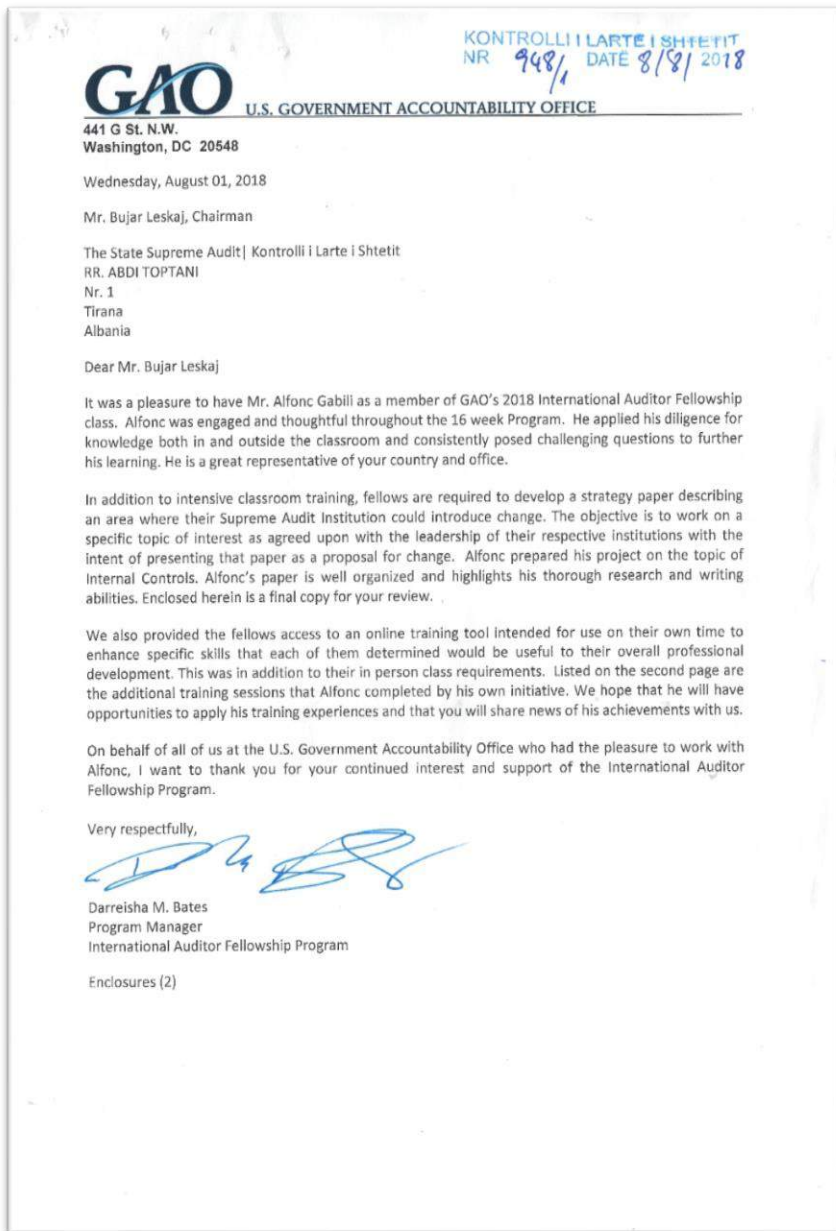 KONTROLLI I LARTE I SHTETIT
NR 948/1 DATË 8/8/ 2018
GAO
U.S. GOVERNMENT ACCOUNTABILITY OFFICE
441 G St. N.W.
Washington, DC 20548
Wednesday, August 01, 2018
Mr. Bujar Leskaj, Chairman
The State Supreme Audit| Kontrolli i Larte i Shtetit
RR. ABDI TOPTANI
Nr. 1
Tirana
Albania
Dear Mr. Bujar Leskaj
It was a pleasure to have Mr. Alfonc Gabili as a member of GAO's 2018 International Auditor Fellowship
class. Alfonc was engaged and thoughtful throughout the 16 week Program. He applied his diligence for
knowledge both in and outside the classroom and consistently posed challenging questions to further
his learning. He is a great representative of your country and office.
In addition to intensive classroom training, fellows are required to develop a strategy paper describing
an area where their Supreme Audit Institution could introduce change. The objective is to work on a
specific topic of interest as agreed upon with the leadership of their respective institutions with the
intent of presenting that paper as a proposal for change. Alfonc prepared his project on the topic of
Internal Controls. Alfonc's paper is well organized and highlights his thorough research and writing
abilities. Enclosed herein is a final copy for your review.
We also provided the fellows access to an online training tool intended for use on their own time to
enhance specific skills that each of them determined would be useful to their overall professional
development. This was in addition to their in person class requirements. Listed on the second page are
the additional training sessions that Alfonc completed by his own initiative. We hope that he will have
opportunities to apply his training experiences and that you will share news of his achievements with us.
On behalf of all of us at the U.S. Government Accountability Office who had the pleasure to work with
Alfonc, I want to thank you for your continued interest and support of the International Auditor
Fellowship Program.
Very respectfully,
Darreisha M. Bates
Program Manager
International Auditor Fellowship Program
Enclosures (2)